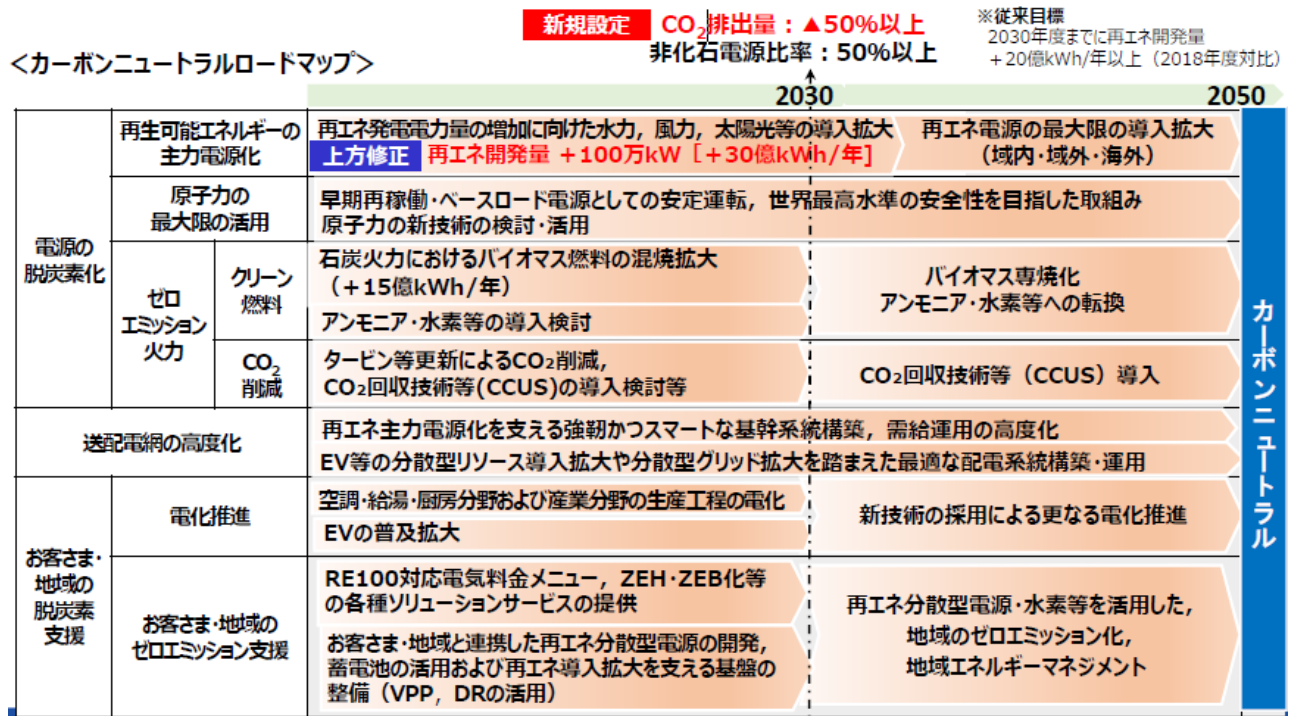 新規設定 CO₂排出量：▲50%以上
非化石電源比率：50%以上
※従来目標
2030年度までに再エネ開発量
＋20億kWh/年以上（2018年度対比）
＜カーボンニュートラルロードマップ＞
2030
2050
電源の
脱炭素化
再生可能エネルギーの
主力電源化
再エネ発電電力量の増加に向けた水力，風力，太陽光等の導入拡大
上方修正 再エネ開発量 +100万kW［+30億kWh/年］
再エネ電源の最大限の導入拡大
（域内・域外・海外）
原子力の
最大限の活用
早期再稼働・ベースロード電源としての安定運転，世界最高水準の安全性を目指した取組み
原子力の新技術の検討・活用
ゼロ
エミッション
火力
クリーン
燃料
石炭火力におけるバイオマス燃料の混焼拡大
（＋15億kWh/年）
アンモニア・水素等の導入検討
バイオマス専焼化
アンモニア・水素等への転換
CO₂
削減
タービン等更新によるCO₂削減，
CO₂回収技術等(CCUS)の導入検討等
CO₂回収技術等（CCUS）導入
送配電網の高度化
再エネ主力電源化を支える強靭かつスマートな基幹系統構築，需給運用の高度化
EV等の分散型リソース導入拡大や分散型グリッド拡大を踏まえた最適な配電系統構築・運用
お客さま・
地域の
脱炭素
支援
電化推進
空調・給湯・厨房分野および産業分野の生産工程の電化
EVの普及拡大
新技術の採用による更なる電化推進
お客さま・地域の
ゼロエミッション支援
RE100対応電気料金メニュー，ZEH・ZEB化等
の各種ソリューションサービスの提供
お客さま・地域と連携した再エネ分散型電源の開発，
蓄電池の活用および再エネ導入拡大を支える基盤の
整備（VPP，DRの活用）
再エネ分散型電源・水素等を活用した，
地域のゼロエミッション化，
地域エネルギーマネジメント
カーボンニュートラル